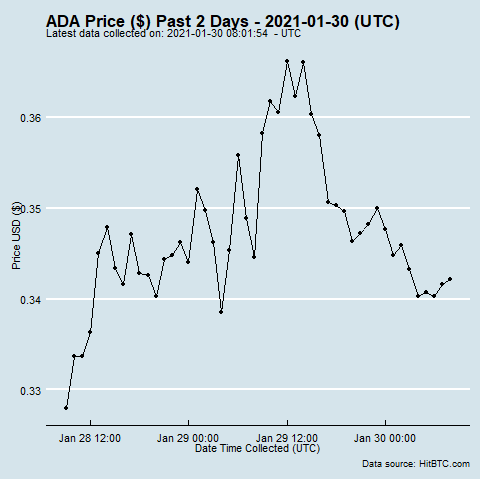 ADA Price ($) Past 2 Days - 2021-01-30 (UTC)
Latest data collected on: 2021-01-30 08:01:54 - UTC
0.36
0.35
0.34
0.33
Price USD ($)
Jan 28 12:00 Jan 29 00:00 Jan 29 12:00 Jan 30 00:00
Date Time Collected (UTC)
Data source: HitBTC.com